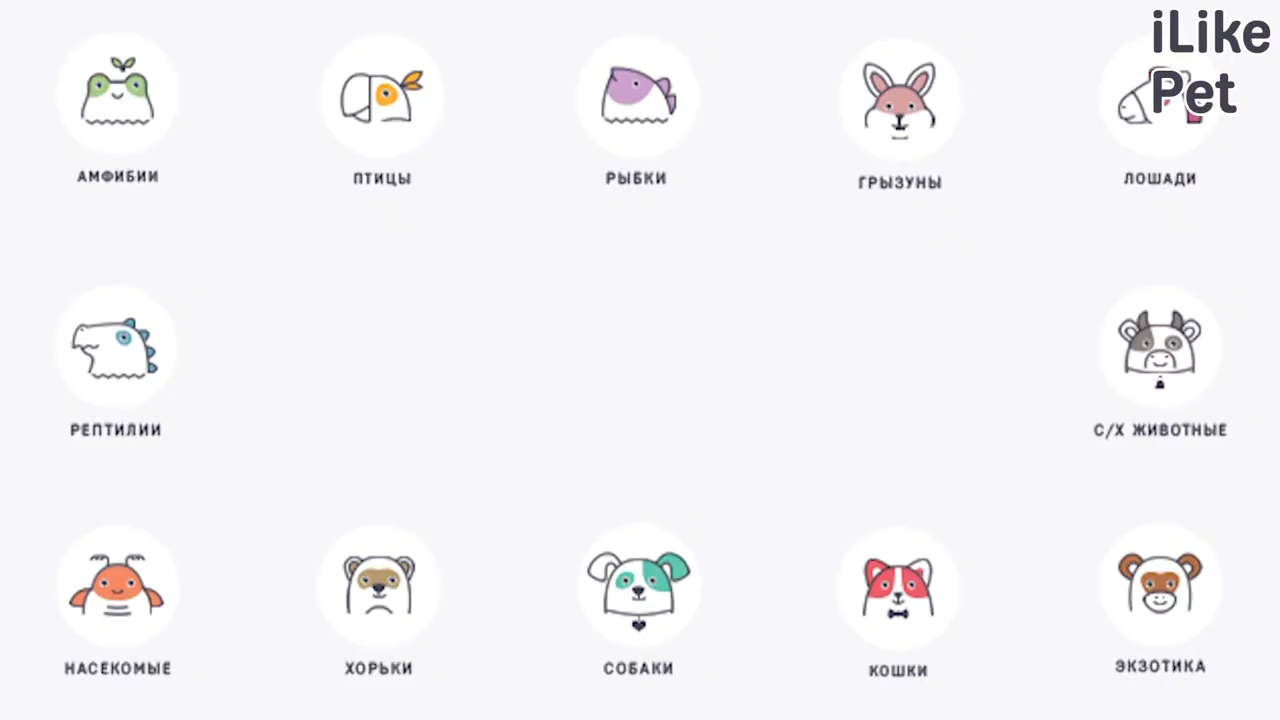 iLike
Pet
АМФИБИИ
ПТИЦЫ
РЫБКИ
ГРЫЗУНЫ
ЛОШАДИ
РЕПТИЛИИ
С/Х ЖИВОТНЫЕ
НАСЕКОМЫЕ
ХОРЬКИ
СОБАКИ
КОШКИ
ЭКЗОТИКА